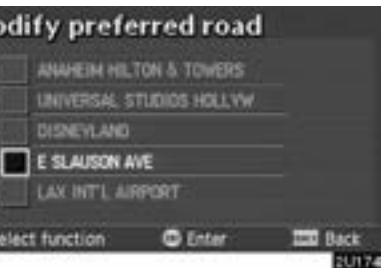 odify preferred road
ANAHEIM HILTON & TOWERS
UNIVERSAL STUDIOS HOLLYW
DISNEYLAND
E SLAUSON AVE
LAX INT'L AIRPORT
elect function Enter Back
2U174